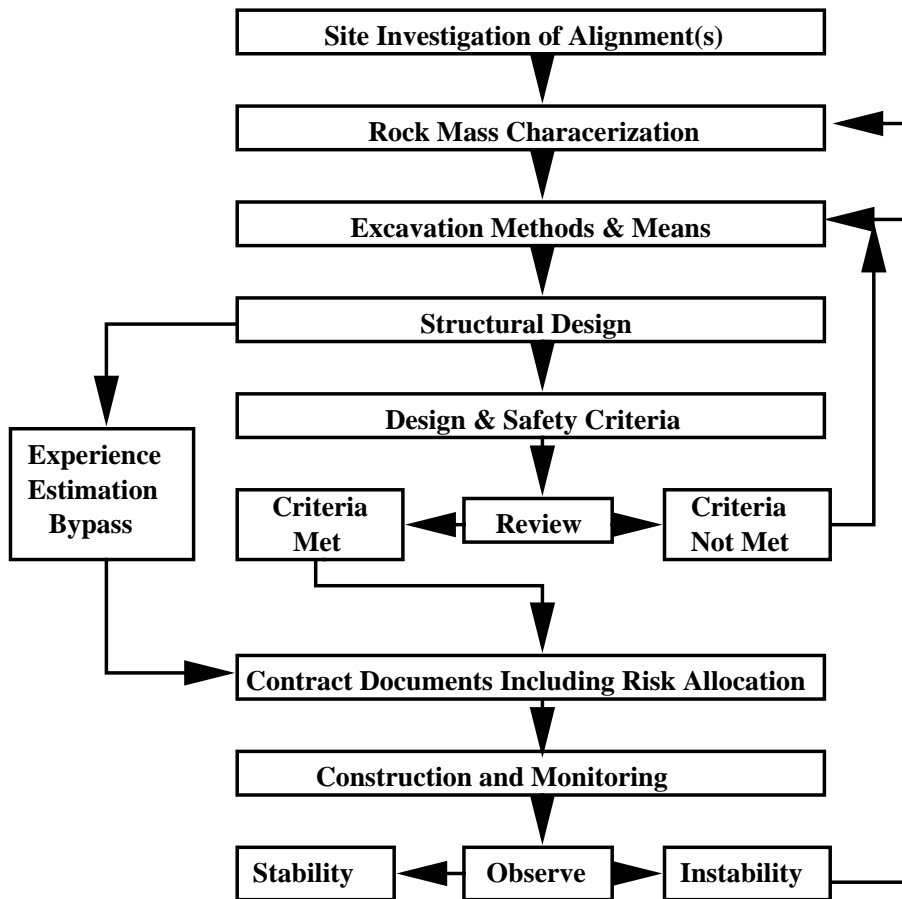 Site Investigation of Alignment(s)
Rock Mass Characerization
Excavation Methods & Means
Structural Design
Design & Safety Criteria
Experience
Estimation
Bypass
Criteria
Met
Review
Criteria
Not Met
Contract Documents Including Risk Allocation
Construction and Monitoring
Stability
Observe
Instability